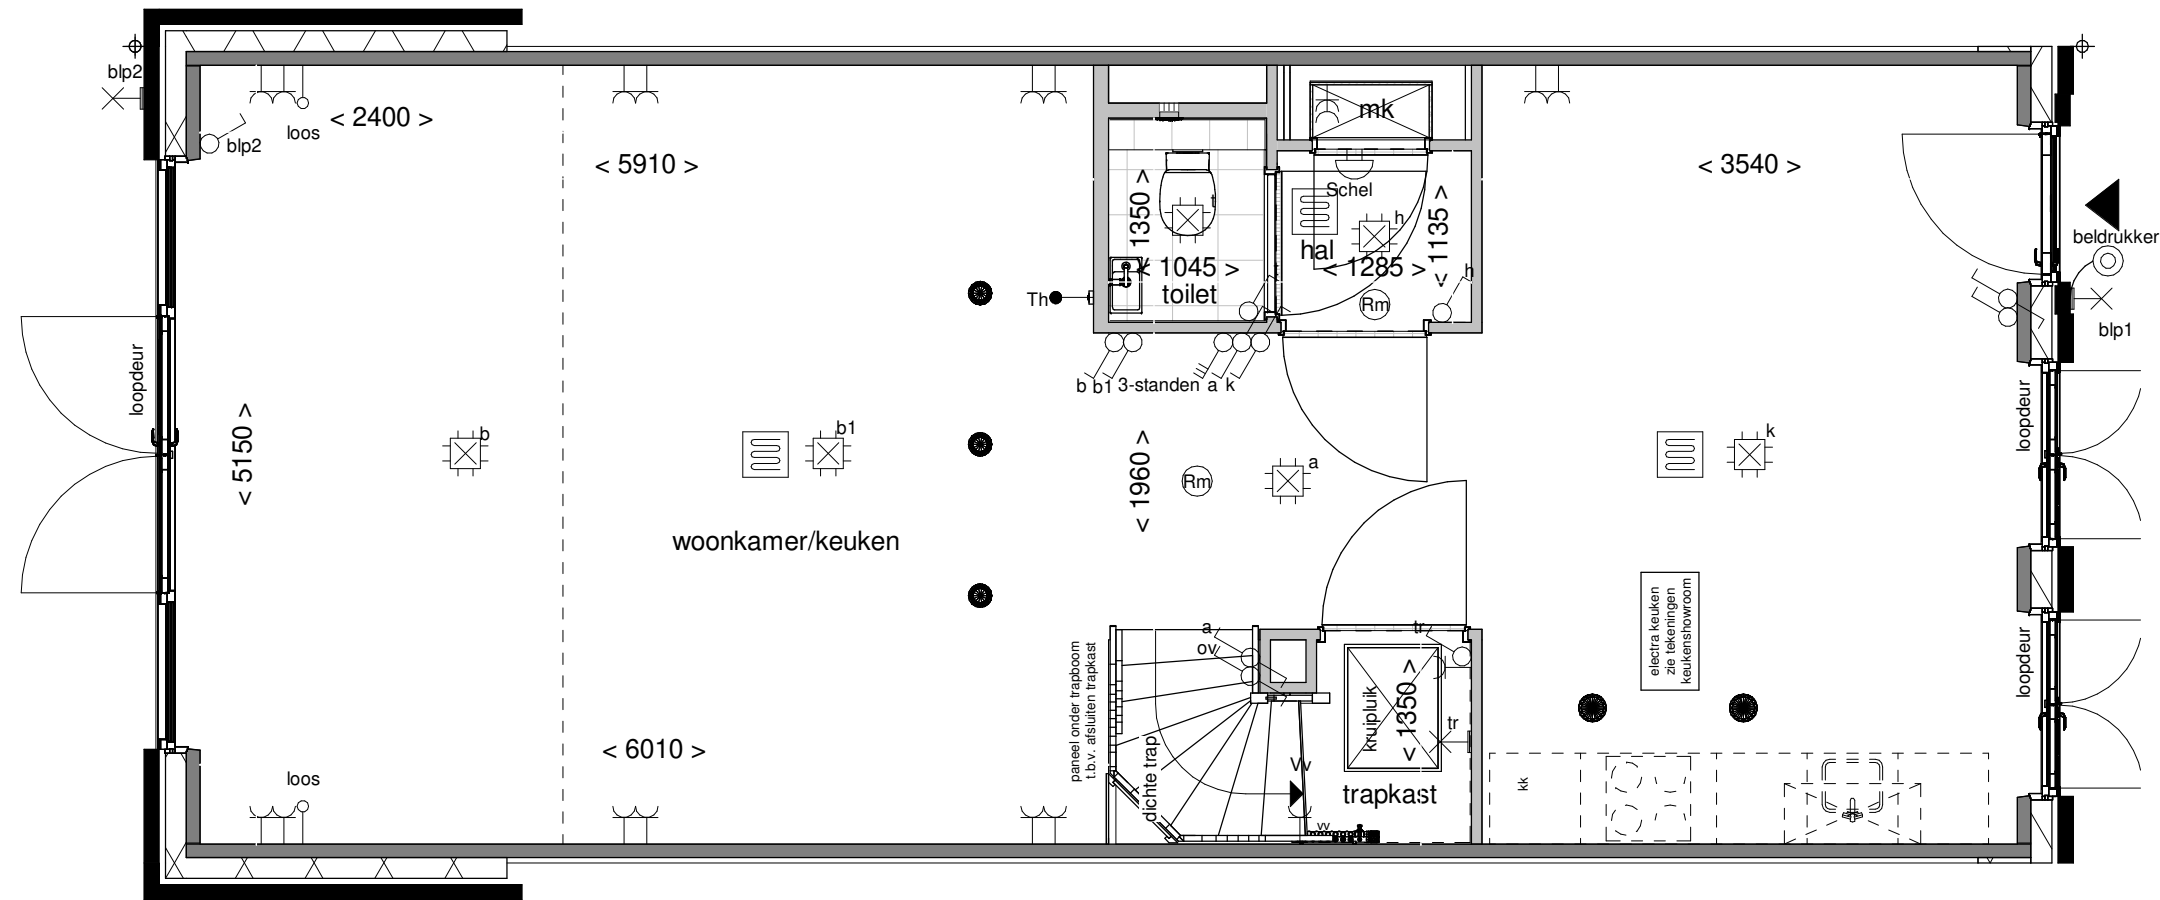 blp2
blp2
loos
< 2400 >
< 5910 >
mk
Schel
h
t
< 1350 >
< 1045 >
toilet
t
hal
< 1285 >
< 1135 >
h
Rm
Th
< 3540 >
beldrukker
blp1
b b1 3-standen a k
loopdeur
< 5150 >
b
b1
< 1960 >
Rm
a
k
loopdeur
woonkamer/keuken
electra keuken
zie tekeningen
keukenshowroom
loopdeur
a
ov
tr
paneel onder trapboom
t.b.v. afsluiten trapkast
kruipluik
< 1350 >
tr
dichte trap
Vv
trapkast
vv
< 6010 >
loos
kk